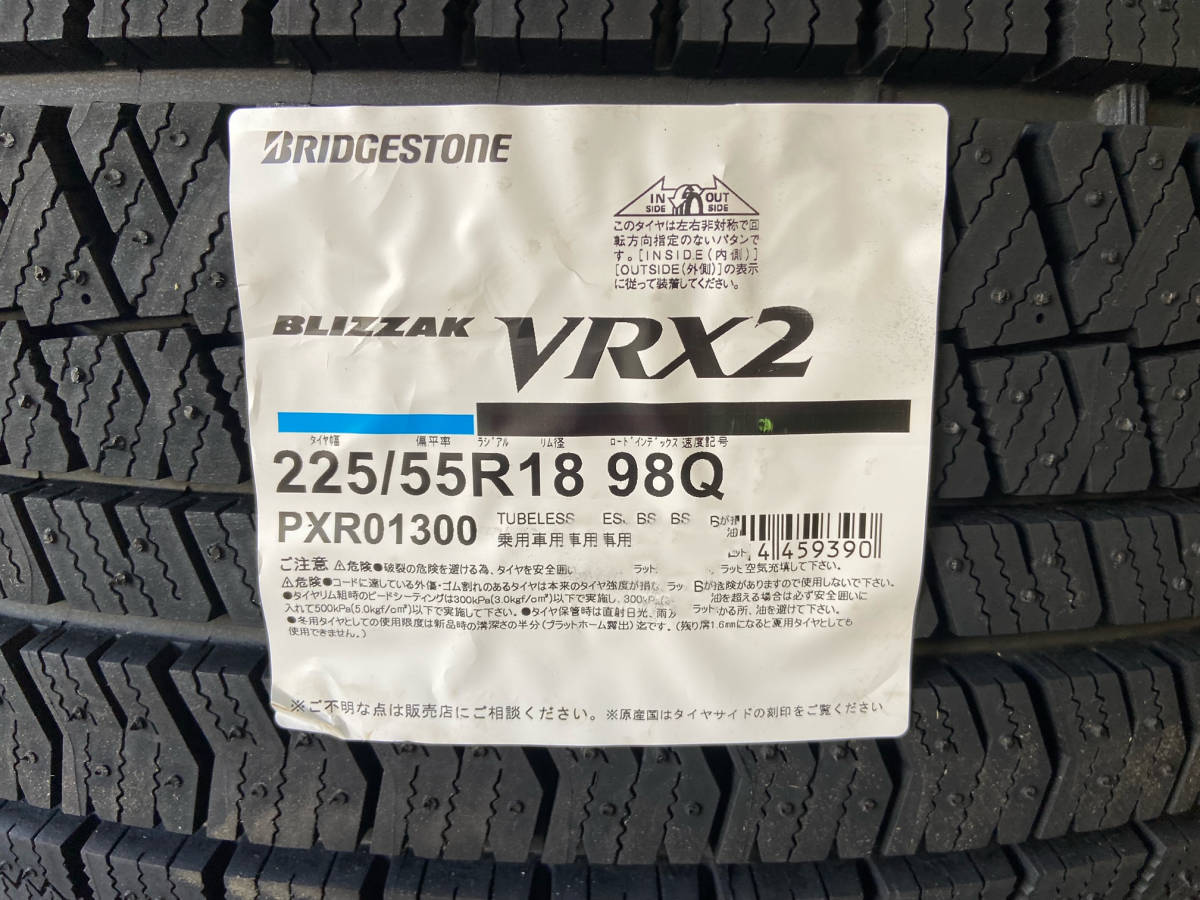 BRIDGESTONE
IN OUT
SIDE SIDE
このタイヤは左右非対称で回
転方向指定のないパタンで
す。[INSIDE(内側)]
[OUTSIDE(外側)]の表示
に従って装着してください。
BLIZZAK VRX2
タイヤ幅 偏平率 ラジアル リム径 ロードインデックス 速度記号
225/55R18 98Q
PXR01300 TUBELESS
乗用車用
4459390
ご注意 ⚠危険●破裂の危険を避ける為、タイヤを安全囲い 空気充填して下さい。
⚠危険●コードに達している外傷・ゴム割れのあるタイヤは本来のタイヤ強度が損 危険がありますので使用しないで下さい。
●タイヤリム組時のビードシーティングは300kPa(3.0kgf/c㎡)以下で実施し、300kPa を超える場合は必ず安全囲いに
入れて500kPa(5.0kgf/c㎡)以下で実施して下さい。●タイヤ保管時は直射日光、雨 かる所、油を避けて下さい。
●冬用タイヤとしての使用限度は新品時の溝深さの半分(プラットホーム露出)迄です。(残り溝1.6mmになると夏用タイヤとしても
使用できません。)
※ご不明な点は販売店にご相談ください。※原産国はタイヤサイドの刻印をご覧ください